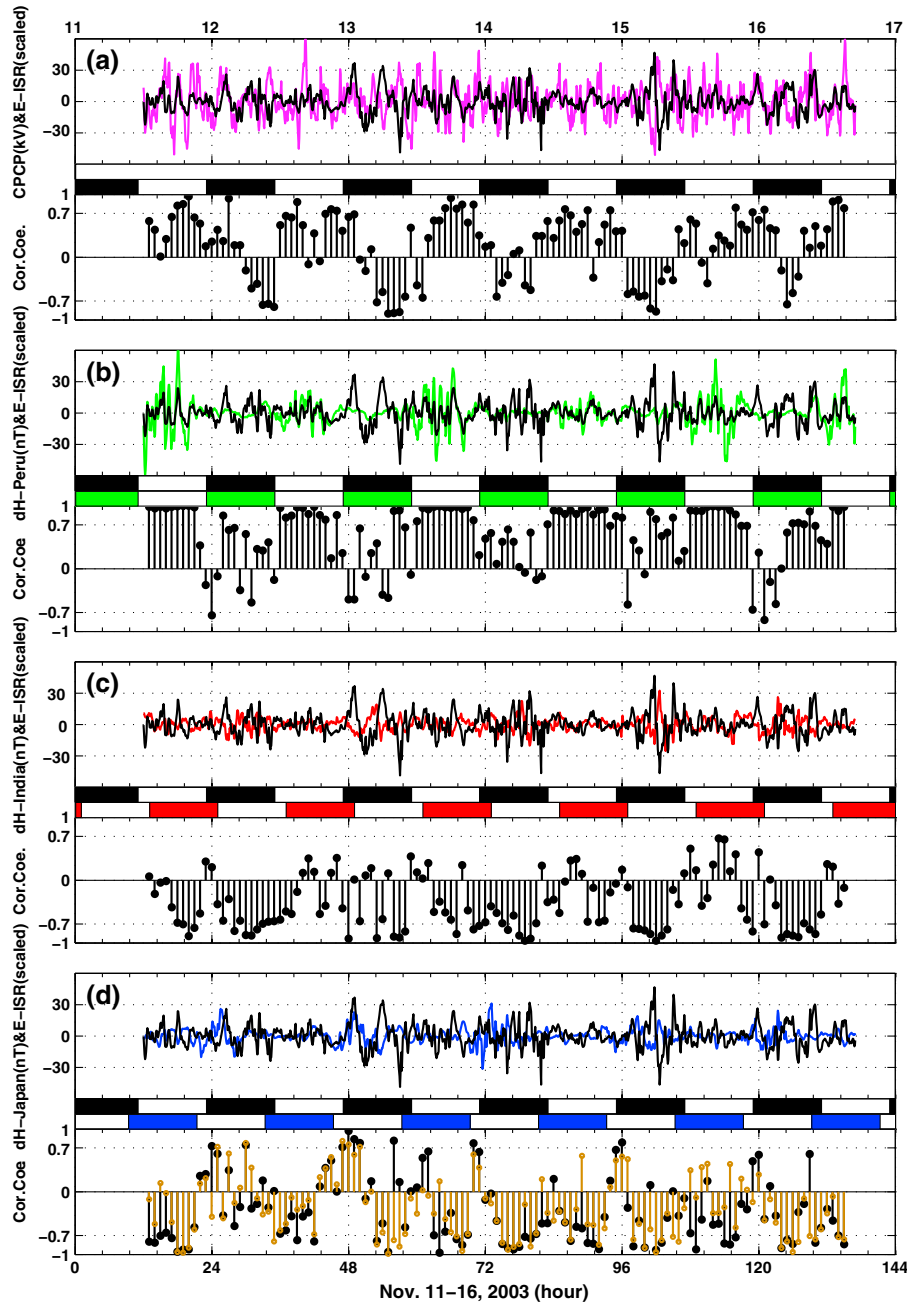 11 12 13 14 15 16 17
(a)
CPCP(kV)&E−ISR(scaled)
30
0
−30
Cor.Coe.
1
0.7
0
−0.7
−1
(b)
dH−Peru(nT)&E−ISR(scaled)
30
0
−30
Cor.Coe
1
0.7
0
−0.7
−1
(c)
dH−India(nT)&E−ISR(scaled)
30
0
−30
Cor.Coe.
1
0.7
0
−0.7
−1
(d)
dH−Japan(nT)&E−ISR(scaled)
30
0
−30
Cor.Coe
1
0.7
0
−0.7
−1
0 24 48 72 96 120 144
Nov. 11−16, 2003 (hour)